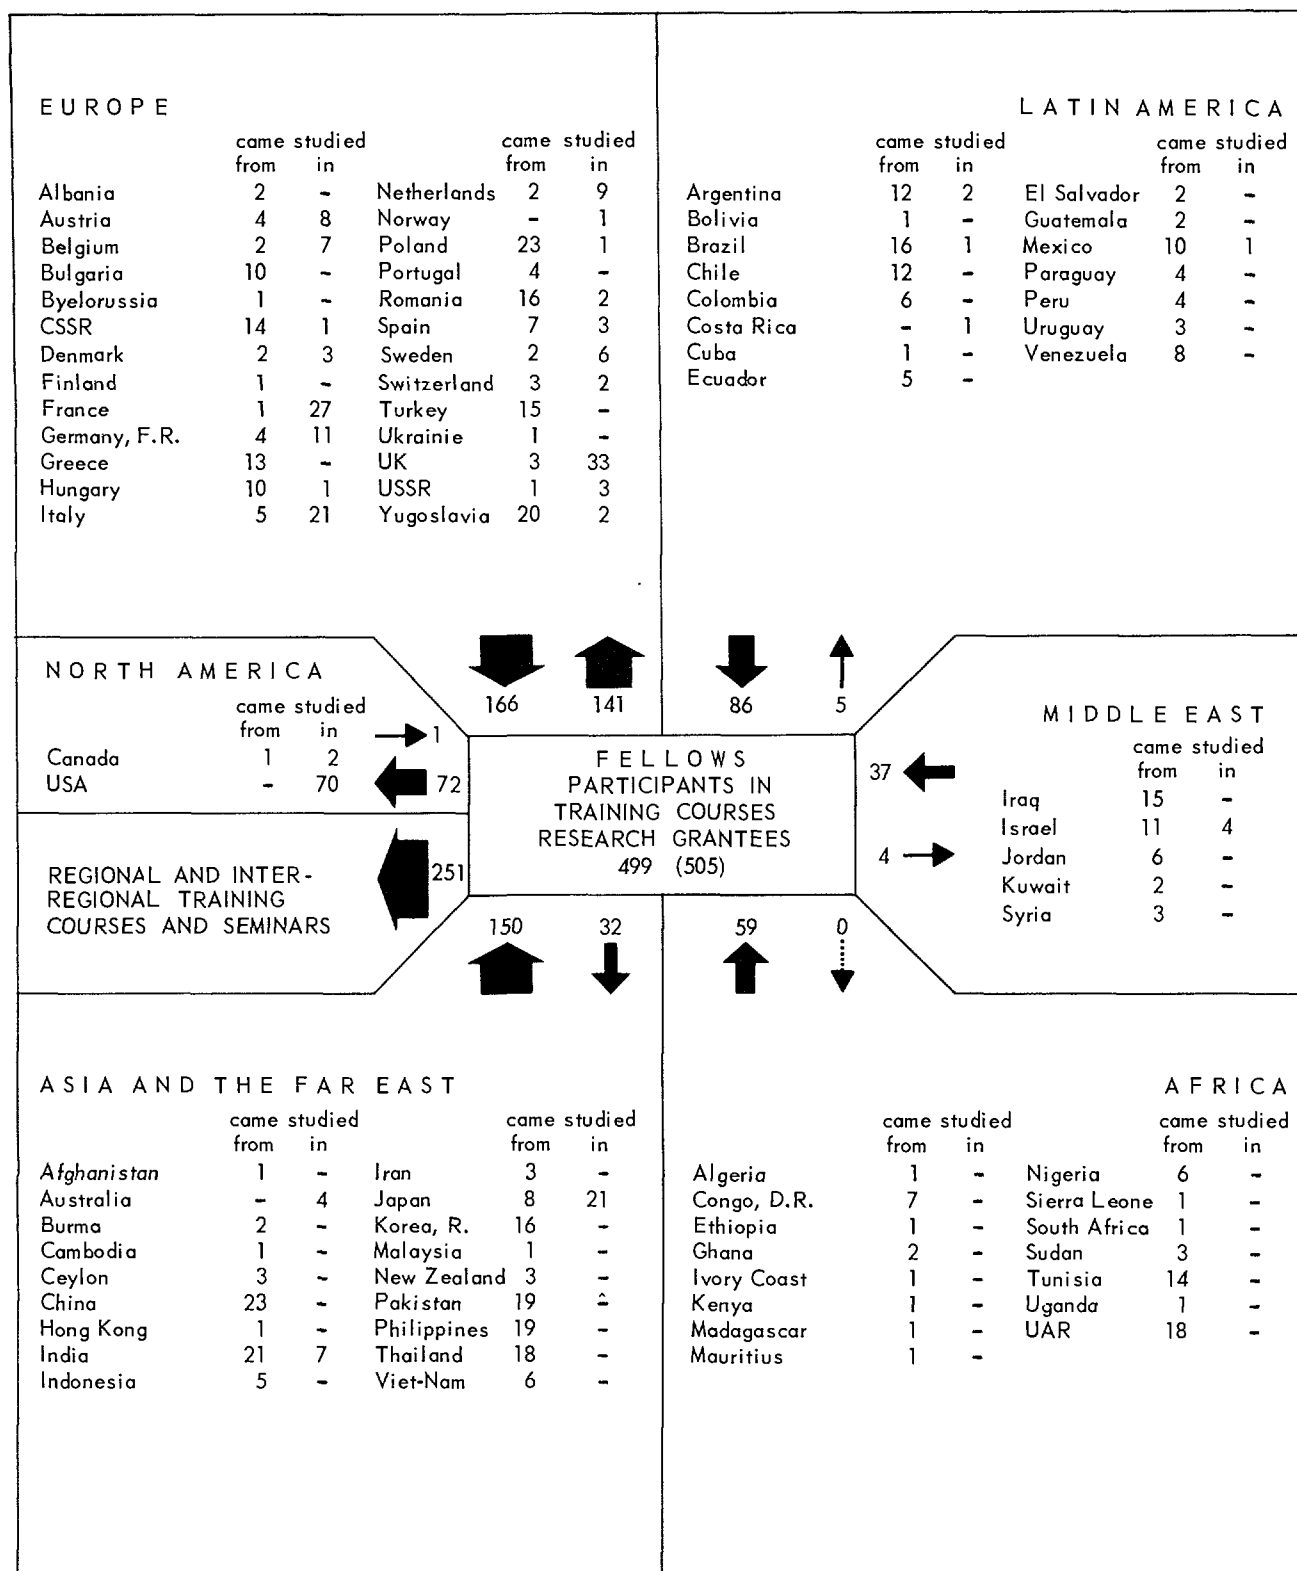 EUROPE
came studied came studied
from in from in
Albania 2 - Netherlands 2 9
Austria 4 8 Norway - 1
Belgium 2 7 Poland 23 1
Bulgaria 10 - Portugal 4 -
Byelorussia 1 - Romania 16 2
CSSR 14 1 Spain 7 3
Denmark 2 3 Sweden 2 6
Finland 1 - Switzerland 3 2
France 1 27 Turkey 15 -
Germany, F.R. 4 11 Ukrainie 1 -
Greece 13 - UK 3 33
Hungary 10 1 USSR 1 3
Italy 5 21 Yugoslavia 20 2
166 141
LATIN AMERICA
came studied came studied
from in from in
Argentina 12 2 El Salvador 2 -
Bolivia 1 - Guatemala 2 -
Brazil 16 1 Mexico 10 1
Chile 12 - Paraguay 4 -
Colombia 6 - Peru 4 -
Costa Rica - 1 Uruguay 3 -
Cuba 1 - Venezuela 8 -
Ecuador 5 -
86 5
NORTH AMERICA
came studied
from in
1
Canada 1 2
USA - 70
72
FELLOWS
PARTICIPANTS IN
TRAINING COURSES
RESEARCH GRANTEES
499 (505)
MIDDLE EAST
came studied
from in
37
Iraq 15 -
Israel 11 4
4
Jordan 6 -
Kuwait 2 -
Syria 3 -
REGIONAL AND INTER-
REGIONAL TRAINING
COURSES AND SEMINARS
251
150 32
59 0
ASIA AND THE FAR EAST
came studied came studied
from in from in
Afghanistan 1 - Iran 3 -
Australia - 4 Japan 8 21
Burma 2 - Korea, R. 16 -
Cambodia 1 - Malaysia 1 -
Ceylon 3 - New Zealand 3 -
China 23 - Pakistan 19 -
Hong Kong 1 - Philippines 19 -
India 21 7 Thailand 18 -
Indonesia 5 - Viet-Nam 6 -
AFRICA
came studied came studied
from in from in
Algeria 1 - Nigeria 6 -
Congo, D.R. 7 - Sierra Leone 1 -
Ethiopia 1 - South Africa 1 -
Ghana 2 - Sudan 3 -
Ivory Coast 1 - Tunisia 14 -
Kenya 1 - Uganda 1 -
Madagascar 1 - UAR 18 -
Mauritius 1 -